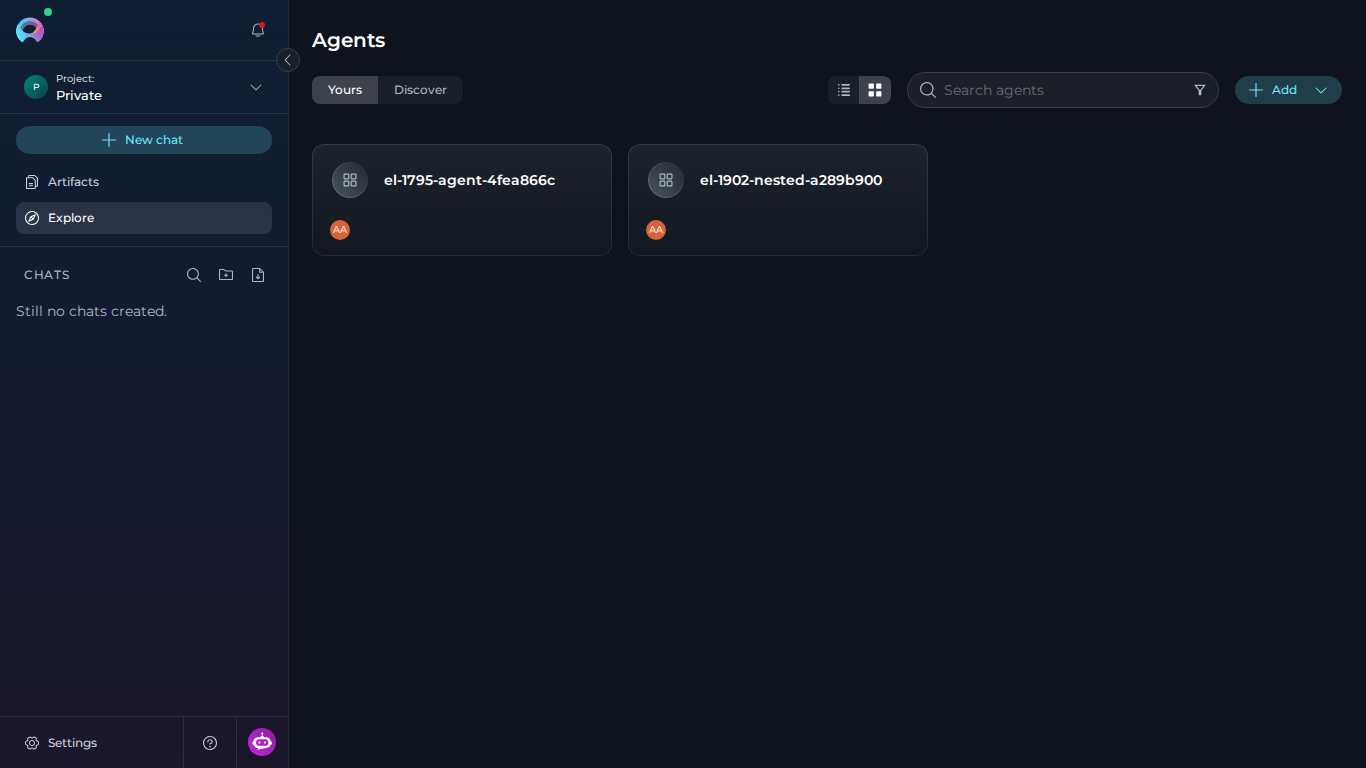 Agents
Project:
P
Private
Yours
Discover
Search agents
Add
New chat
Artifacts
Explore
el-1795-agent-4fea866c
el-1902-nested-a289b900
AA
AA
CHATS
Still no chats created.
Settings